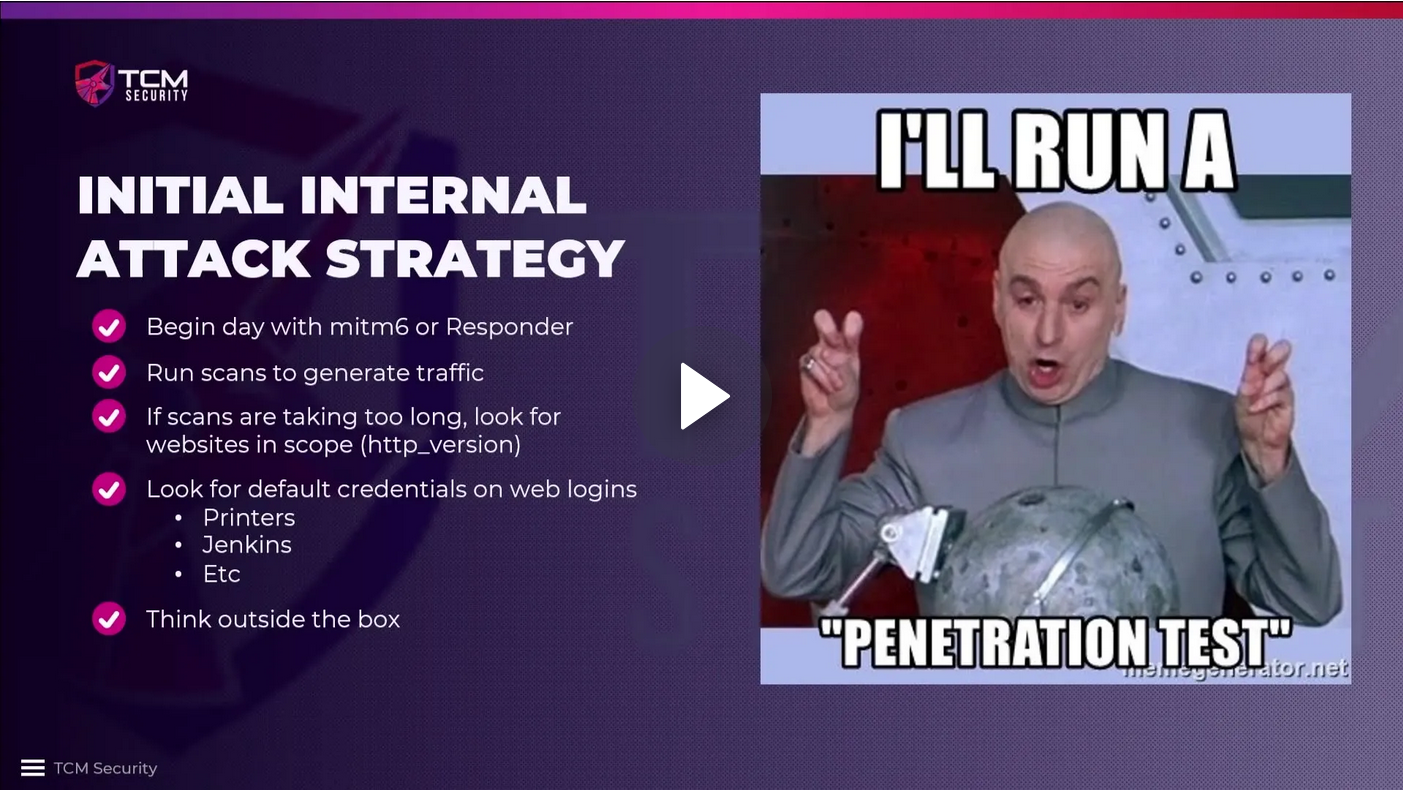 TCM
SECURITY
INITIAL INTERNAL
ATTACK STRATEGY
Begin day with mitm6 or Responder
Run scans to generate traffic
If scans are taking too long, look for
websites in scope (http_version)
Look for default credentials on web logins
• Printers
• Jenkins
• Etc
Think outside the box
I'LL RUN A
"PENETRATION TEST"
memegenerator.net
TCM Security